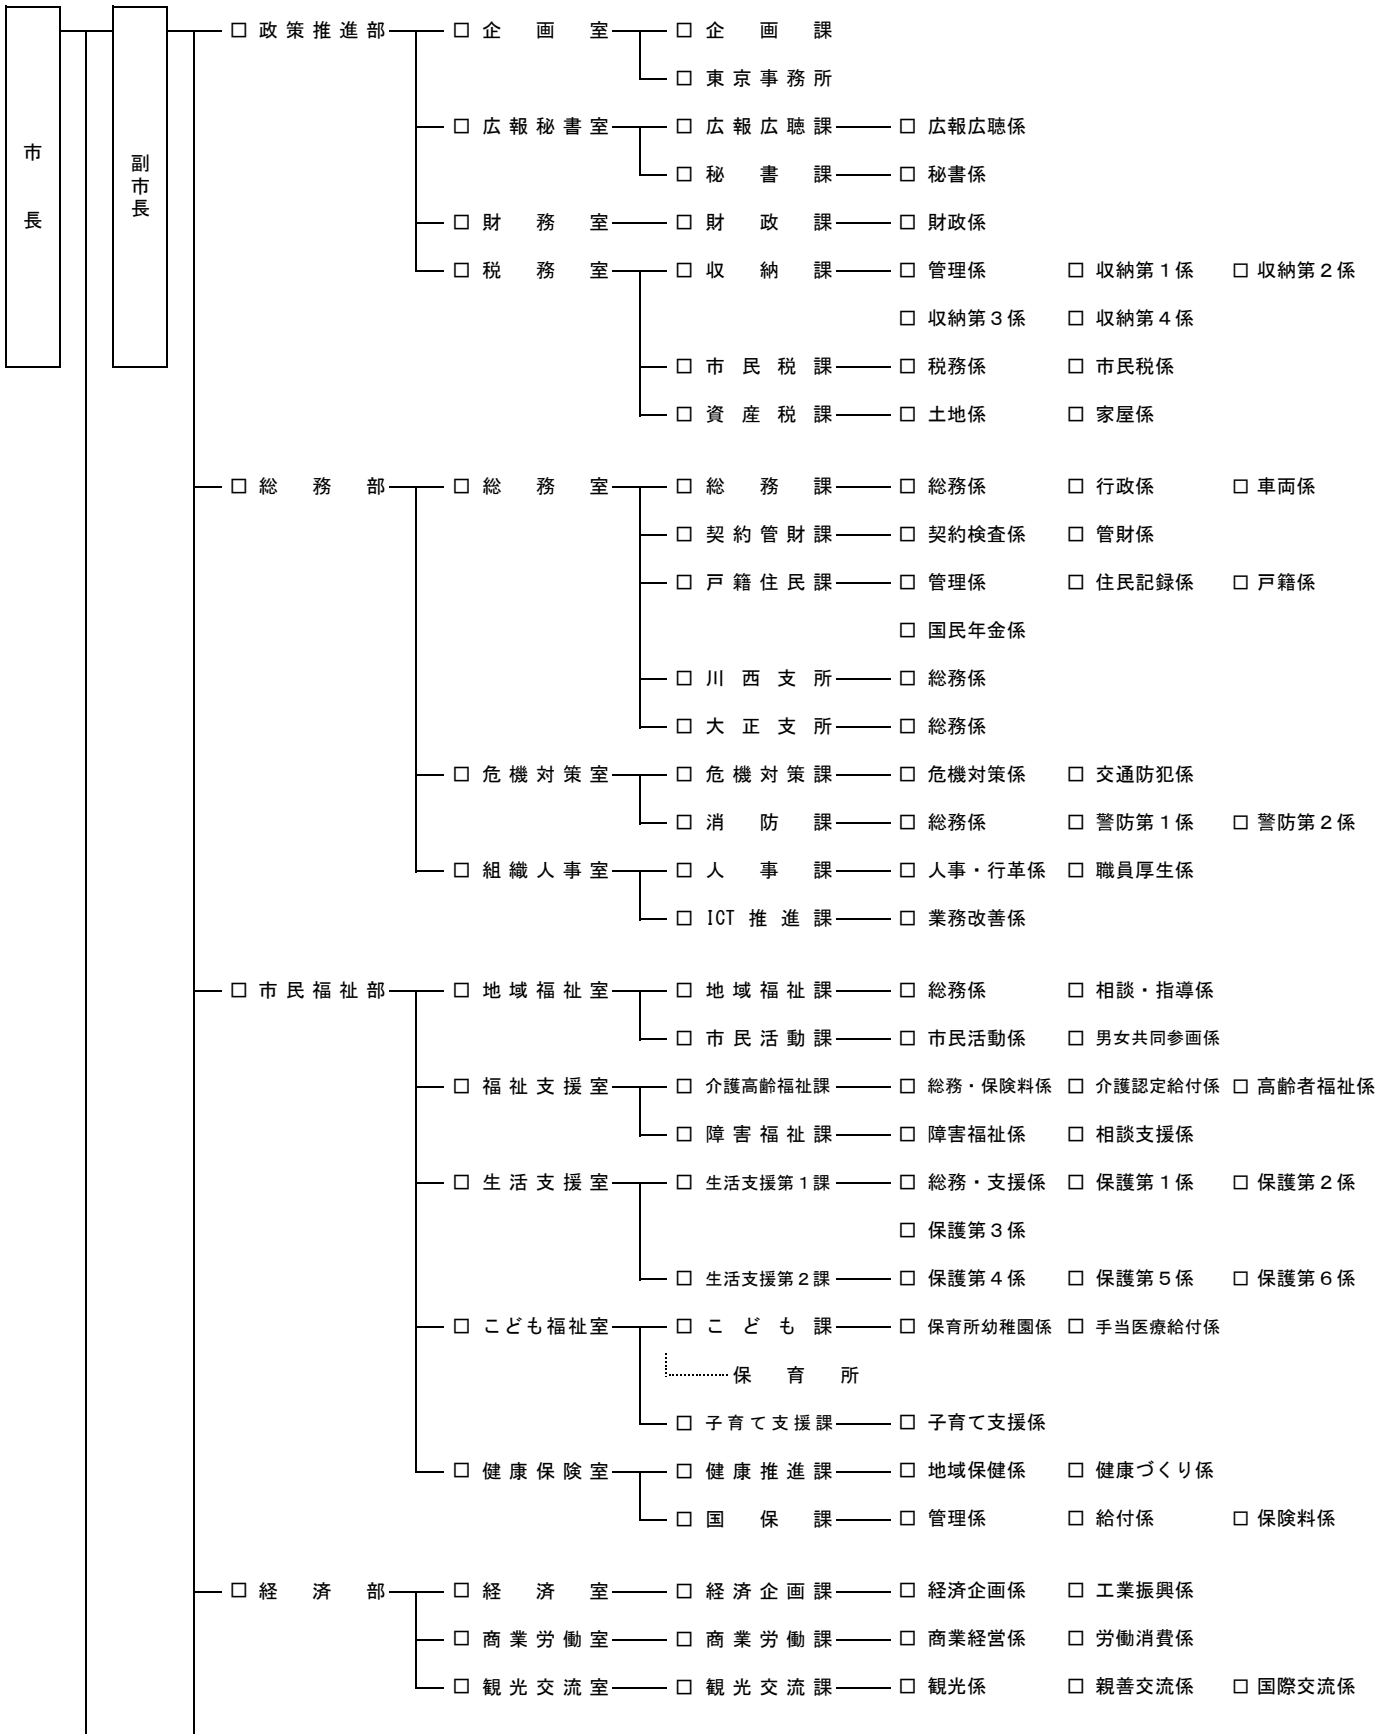 市長
副市長
□ 政策推進部 □ 企画室 □ 企画課
□ 東京事務所
□ 広報秘書室 □ 広報広聴課 □ 広報広聴係
□ 秘書課 □ 秘書係
□ 財務室 □ 財政課 □ 財政係
□ 税務室 □ 収納課 □ 管理係 □ 収納第1係 □ 収納第2係
□ 収納第3係 □ 収納第4係
□ 市民税課 □ 税務係 □ 市民税係
□ 資産税課 □ 土地係 □ 家屋係
□ 総務部 □ 総務室 □ 総務課 □ 総務係 □ 行政係 □ 車両係
□ 契約管財課 □ 契約検査係 □ 管財係
□ 戸籍住民課 □ 管理係 □ 住民記録係 □ 戸籍係
□ 国民年金係
□ 川西支所 □ 総務係
□ 大正支所 □ 総務係
□ 危機対策室 □ 危機対策課 □ 危機対策係 □ 交通防犯係
□ 消防課 □ 総務係 □ 警防第1係 □ 警防第2係
□ 組織人事室 □ 人事課 □ 人事・行革係 □ 職員厚生係
□ ICT推進課 □ 業務改善係
□ 市民福祉部 □ 地域福祉室 □ 地域福祉課 □ 総務係 □ 相談・指導係
□ 市民活動課 □ 市民活動係 □ 男女共同参画係
□ 福祉支援室 □ 介護高齢福祉課 □ 総務・保険料係 □ 介護認定給付係 □ 高齢者福祉係
□ 障害福祉課 □ 障害福祉係 □ 相談支援係
□ 生活支援室 □ 生活支援第1課 □ 総務・支援係 □ 保護第1係 □ 保護第2係
□ 保護第3係
□ 生活支援第2課 □ 保護第4係 □ 保護第5係 □ 保護第6係
□ こども福祉室 □ こども課 □ 保育所幼稚園係 □ 手当医療給付係
保育所
□ 子育て支援課 □ 子育て支援係
□ 健康保険室 □ 健康推進課 □ 地域保健係 □ 健康づくり係
□ 国保課 □ 管理係 □ 給付係 □ 保険料係
□ 経済部 □ 経済室 □ 経済企画課 □ 経済企画係 □ 工業振興係
□ 商業労働室 □ 商業労働課 □ 商業経営係 □ 労働消費係
□ 観光交流室 □ 観光交流課 □ 観光係 □ 親善交流係 □ 国際交流係